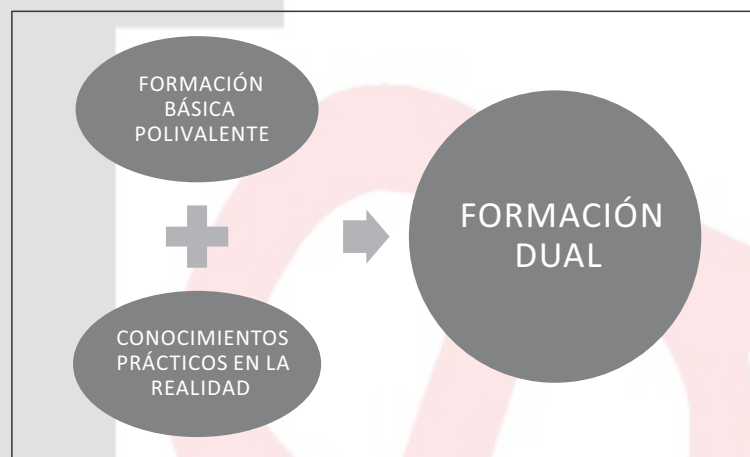 FORMACIÓN
BÁSICA
POLIVALENTE
CONOCIMIENTOS
PRÁCTICOS EN LA
REALIDAD
FORMACIÓN
DUAL